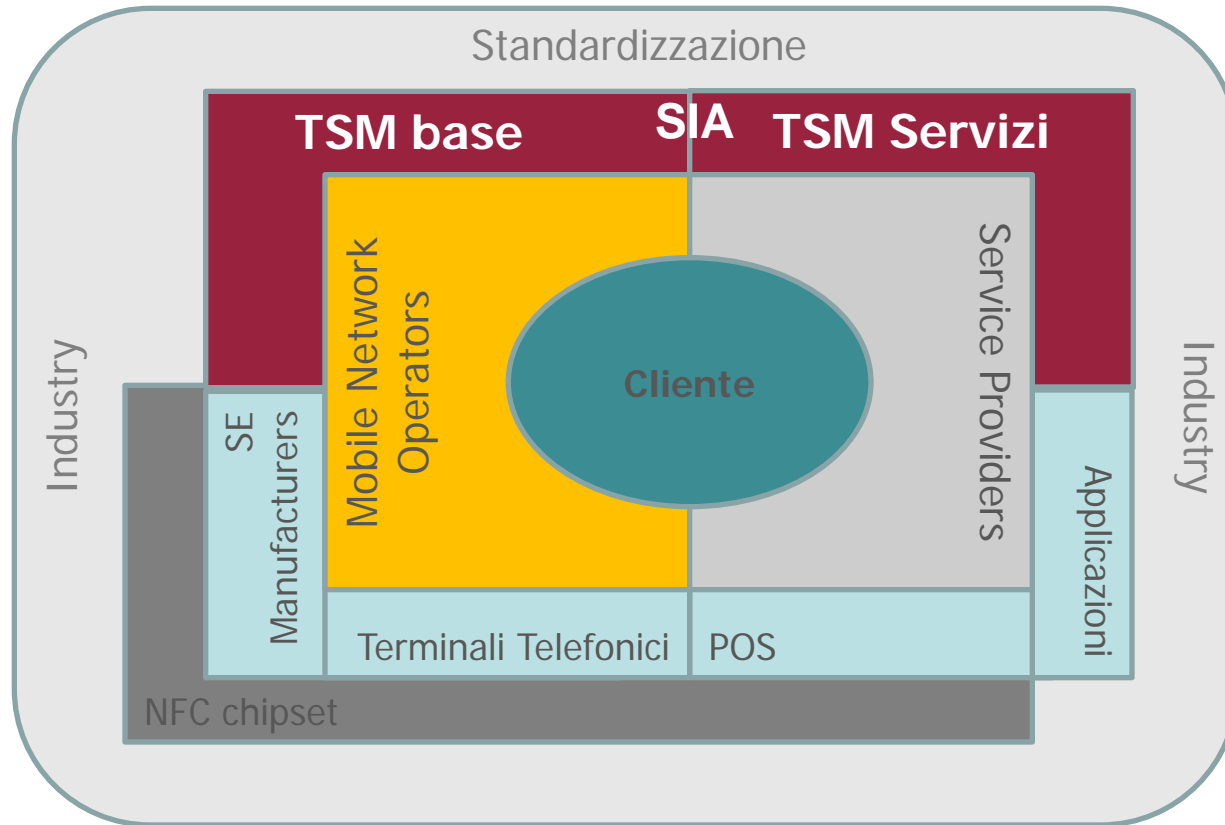 Standardizzazione
TSM base
SIA
TSM Servizi
Industry
SE
Manufacturers
Mobile Network
Operators
Cliente
Service Providers
Applicazioni
Industry
Terminali Telefonici
POS
NFC chipset